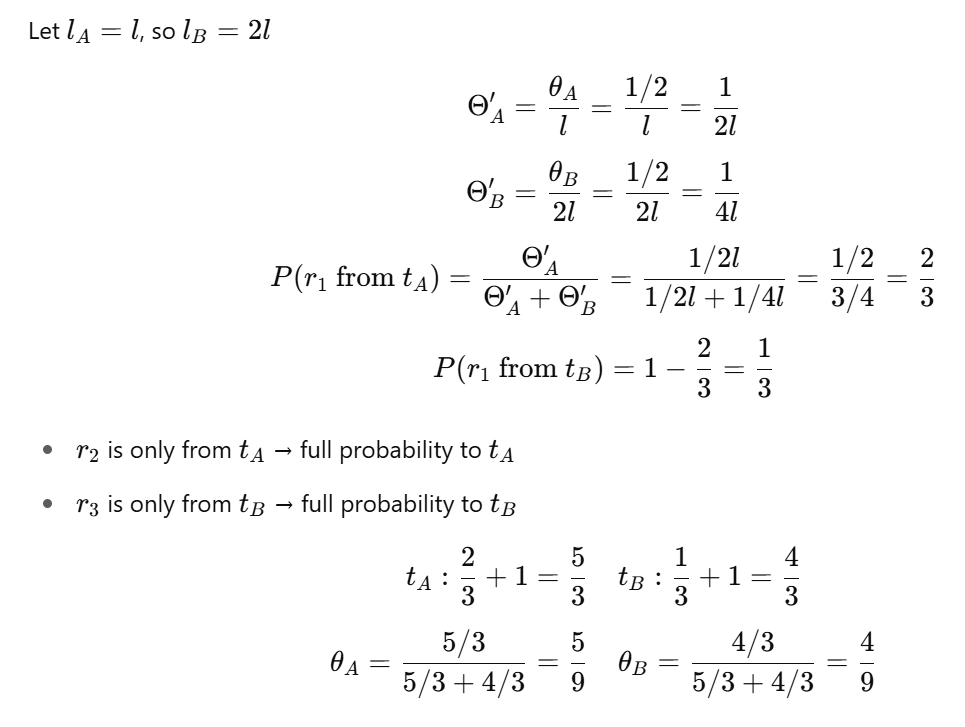 Let l_A = l, so l_B = 2l
Θ′_A = θ_A/l = (1/2)/l = 1/(2l)
Θ′_B = θ_B/(2l) = (1/2)/(2l) = 1/(4l)
P(r₁ from t_A) = Θ′_A/(Θ′_A + Θ′_B) = (1/2l)/(1/2l + 1/4l) = (1/2)/(3/4) = 2/3
P(r₁ from t_B) = 1 − 2/3 = 1/3
• r₂ is only from t_A → full probability to t_A
• r₃ is only from t_B → full probability to t_B
t_A : 2/3 + 1 = 5/3 t_B : 1/3 + 1 = 4/3
θ_A = (5/3)/(5/3 + 4/3) = 5/9 θ_B = (4/3)/(5/3 + 4/3) = 4/9